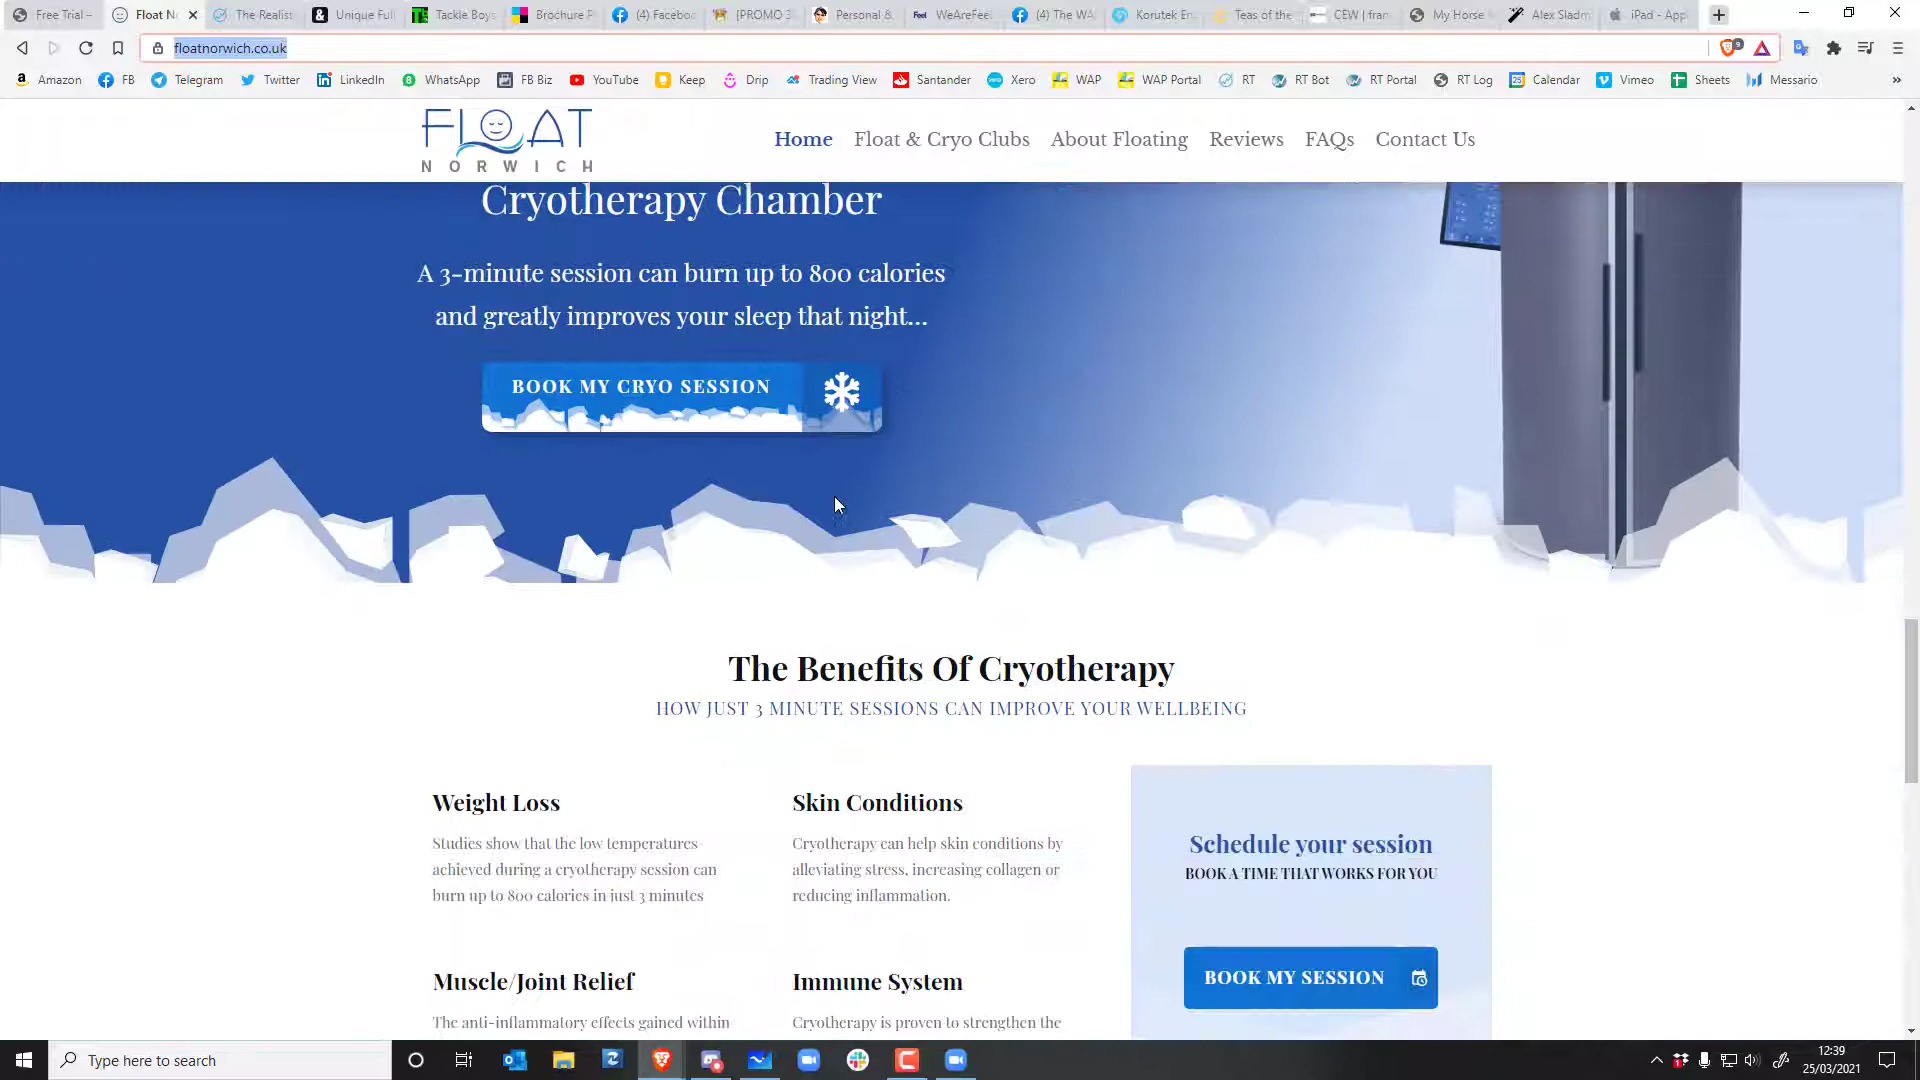 Free Trial –
Float N
The Realist
Unique Full
Tackle Boys
Brochure P
(4) Faceboo
[PROMO 3
Personal &
WeAreFee
(4) The WA
Korutek En
Teas of the
CEW | fran
My Horse
Alex Sladm
iPad - App
floatnorwich.co.uk
9
Amazon FB Telegram Twitter LinkedIn WhatsApp FB Biz YouTube Keep Drip Trading View Santander Xero WAP WAP Portal RT RT Bot RT Portal RT Log Calendar Vimeo Sheets Messario
FLOAT
NORWICH
Home Float & Cryo Clubs About Floating Reviews FAQs Contact Us
Cryotherapy Chamber
A 3-minute session can burn up to 800 calories
and greatly improves your sleep that night...
BOOK MY CRYO SESSION
The Benefits Of Cryotherapy
HOW JUST 3 MINUTE SESSIONS CAN IMPROVE YOUR WELLBEING
Weight Loss
Studies show that the low temperatures
achieved during a cryotherapy session can
burn up to 800 calories in just 3 minutes
Skin Conditions
Cryotherapy can help skin conditions by
alleviating stress, increasing collagen or
reducing inflammation.
Schedule your session
BOOK A TIME THAT WORKS FOR YOU
BOOK MY SESSION
Muscle/Joint Relief
The anti-inflammatory effects gained within
Immune System
Cryotherapy is proven to strengthen the
Type here to search
12:39
25/03/2021